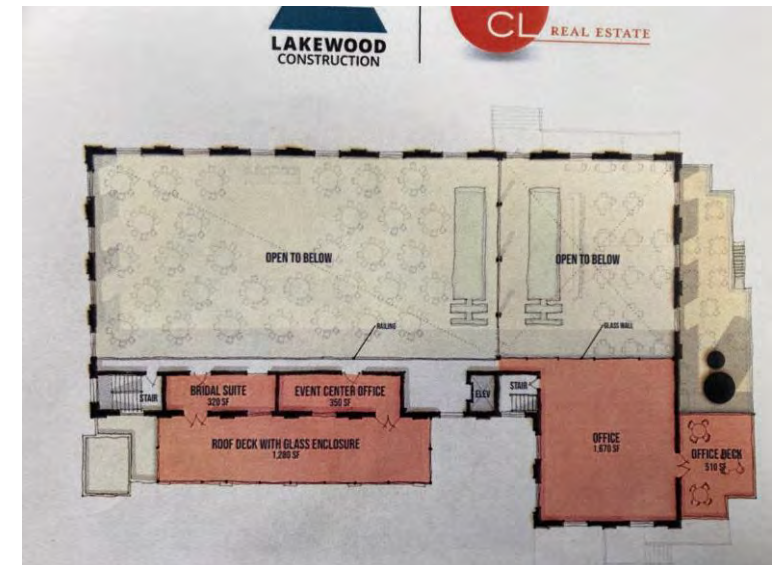 LAKEWOOD
CONSTRUCTION
CL
REAL ESTATE
OPEN TO BELOW
OPEN TO BELOW
RAILING
GLASS WALL
STAIR
BRIDAL SUITE
320 SF
EVENT CENTER OFFICE
350 SF
ELEV
STAIR
ROOF DECK WITH GLASS ENCLOSURE
1,280 SF
OFFICE
1,670 SF
OFFICE DECK
510 SF